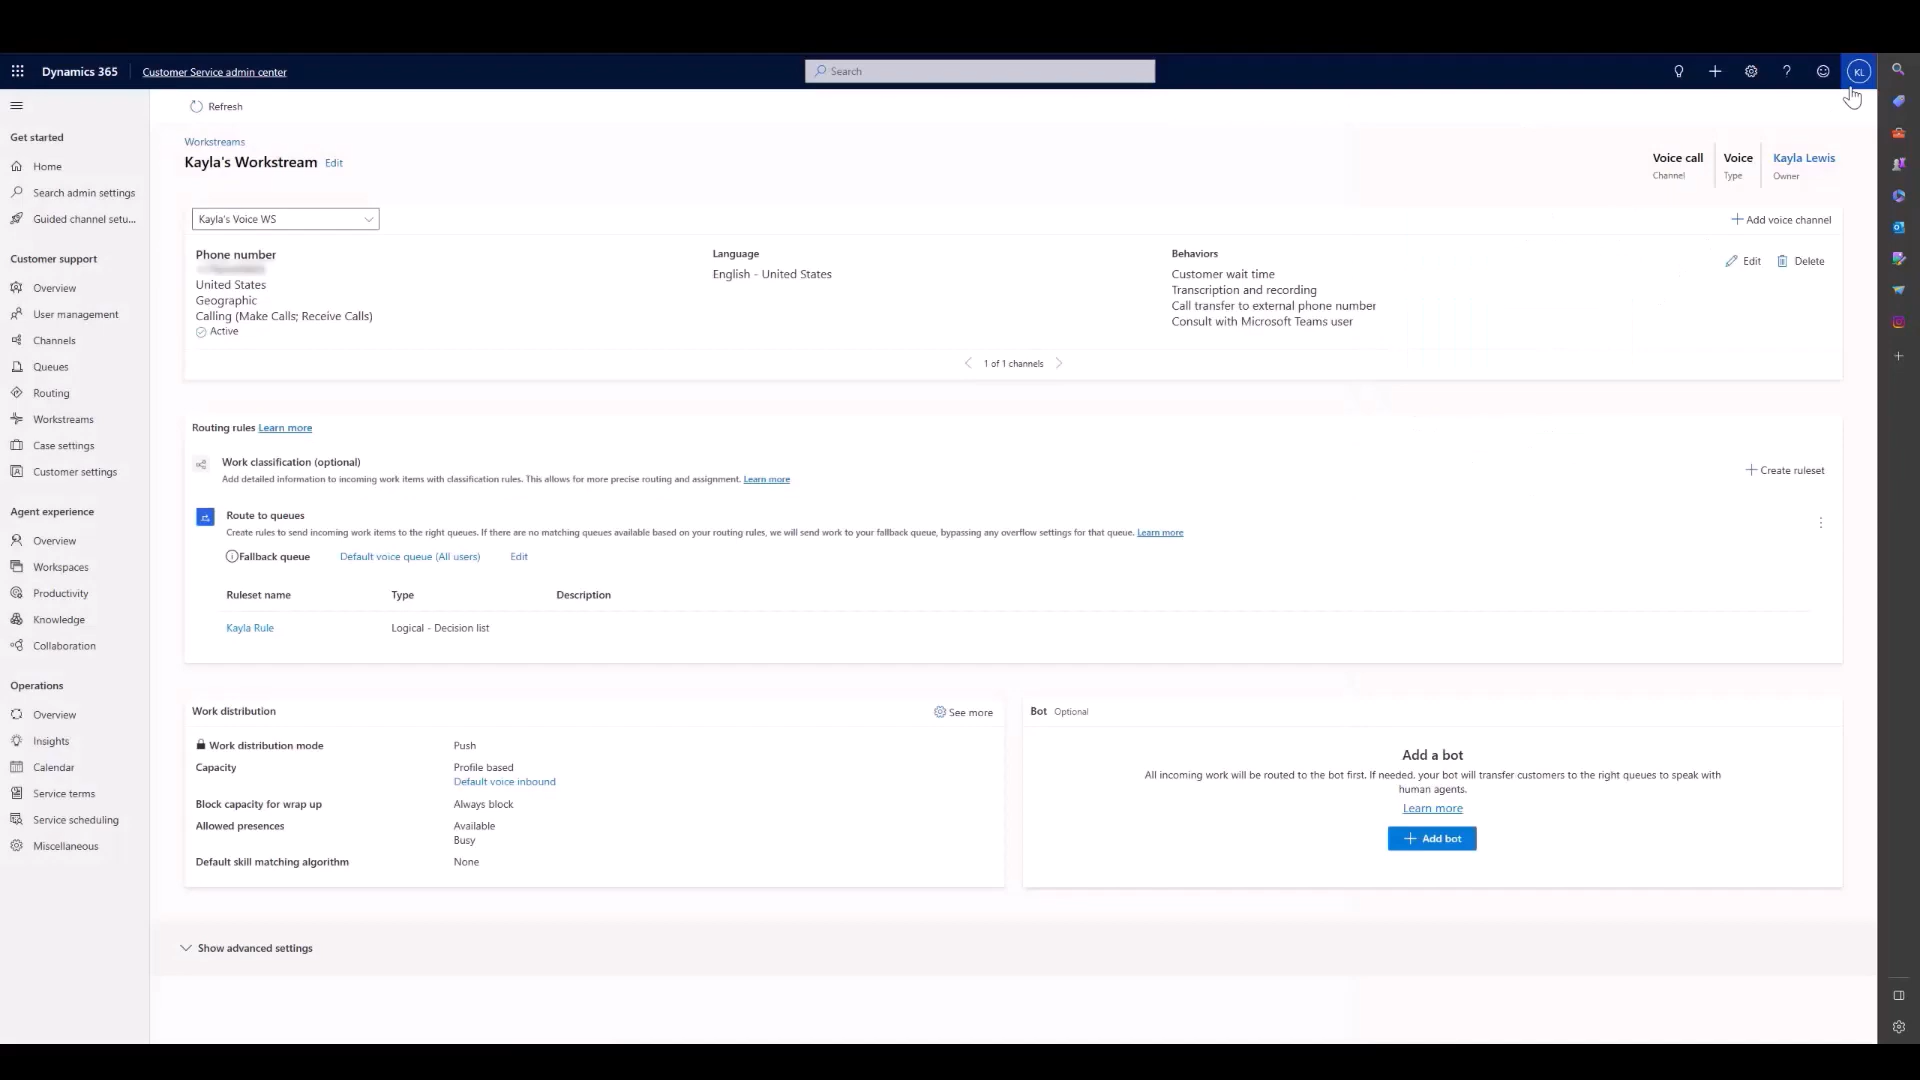 Dynamics 365
Customer Service admin center
Search
KL
Refresh
Get started
Home
Search admin settings
Guided channel setu...
Customer support
Overview
User management
Channels
Queues
Routing
Workstreams
Case settings
Customer settings
Agent experience
Overview
Workspaces
Productivity
Knowledge
Collaboration
Operations
Overview
Insights
Calendar
Service terms
Service scheduling
Miscellaneous
Workstreams
Kayla's Workstream Edit
Voice call
Channel
Voice
Type
Kayla Lewis
Owner
Kayla's Voice WS
+ Add voice channel
Phone number
United States
Geographic
Calling (Make Calls; Receive Calls)
Active
Language
English - United States
Behaviors
Customer wait time
Transcription and recording
Call transfer to external phone number
Consult with Microsoft Teams user
Edit Delete
1 of 1 channels
Routing rules Learn more
Work classification (optional)
Add detailed information to incoming work items with classification rules. This allows for more precise routing and assignment. Learn more
+ Create ruleset
Route to queues
Create rules to send incoming work items to the right queues. If there are no matching queues available based on your routing rules, we will send work to your fallback queue, bypassing any overflow settings for that queue. Learn more
Fallback queue Default voice queue (All users) Edit
Ruleset name Type Description
Kayla Rule Logical - Decision list
Work distribution
See more
Work distribution mode Push
Capacity Profile based
Default voice inbound
Block capacity for wrap up Always block
Allowed presences Available
Busy
Default skill matching algorithm None
Bot Optional
Add a bot
All incoming work will be routed to the bot first. If needed, your bot will transfer customers to the right queues to speak with
human agents.
Learn more
+ Add bot
Show advanced settings